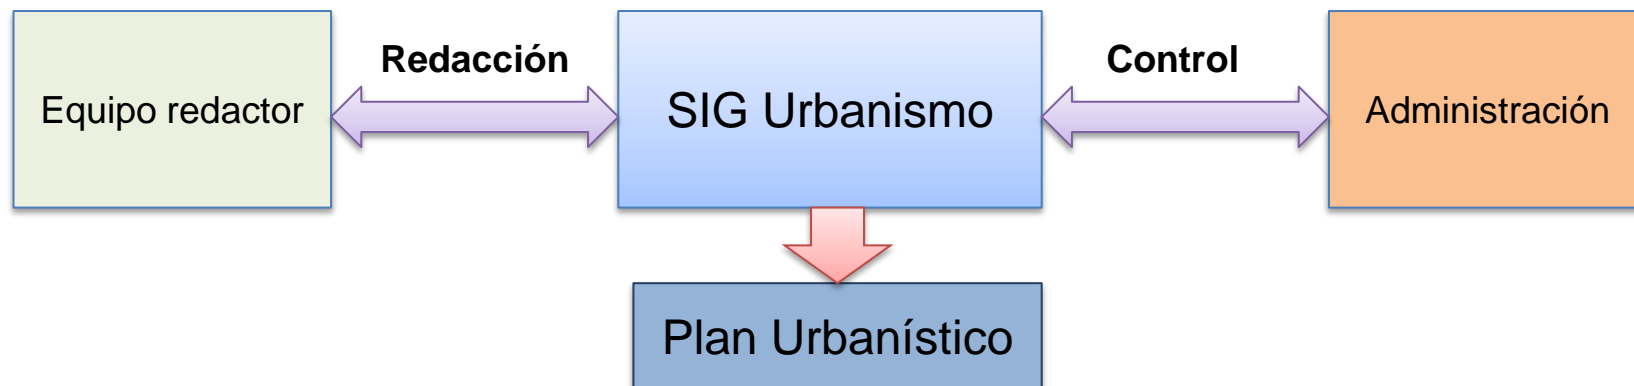 Redacción
Control
Equipo redactor
SIG Urbanismo
Administración
Plan Urbanístico